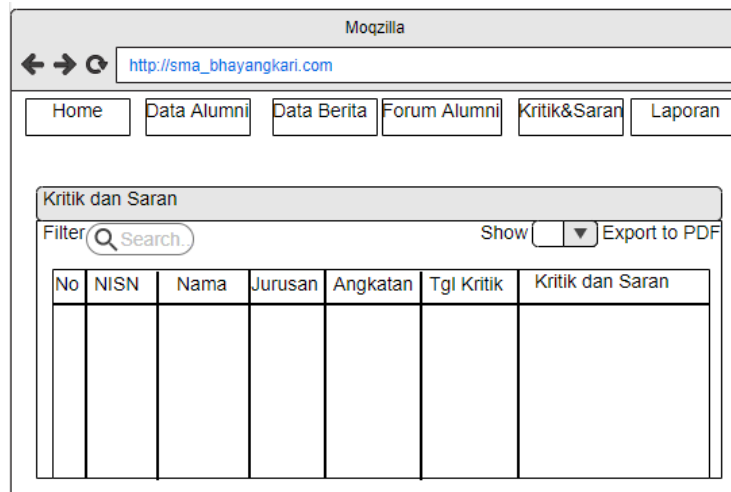 Moqzilla
http://sma_bhayangkari.com
Home Data Alumni Data Berita Forum Alumni Kritik&Saran Laporan
Kritik dan Saran
Filter Search.. Show Export to PDF
No NISN Nama Jurusan Angkatan Tgl Kritik Kritik dan Saran